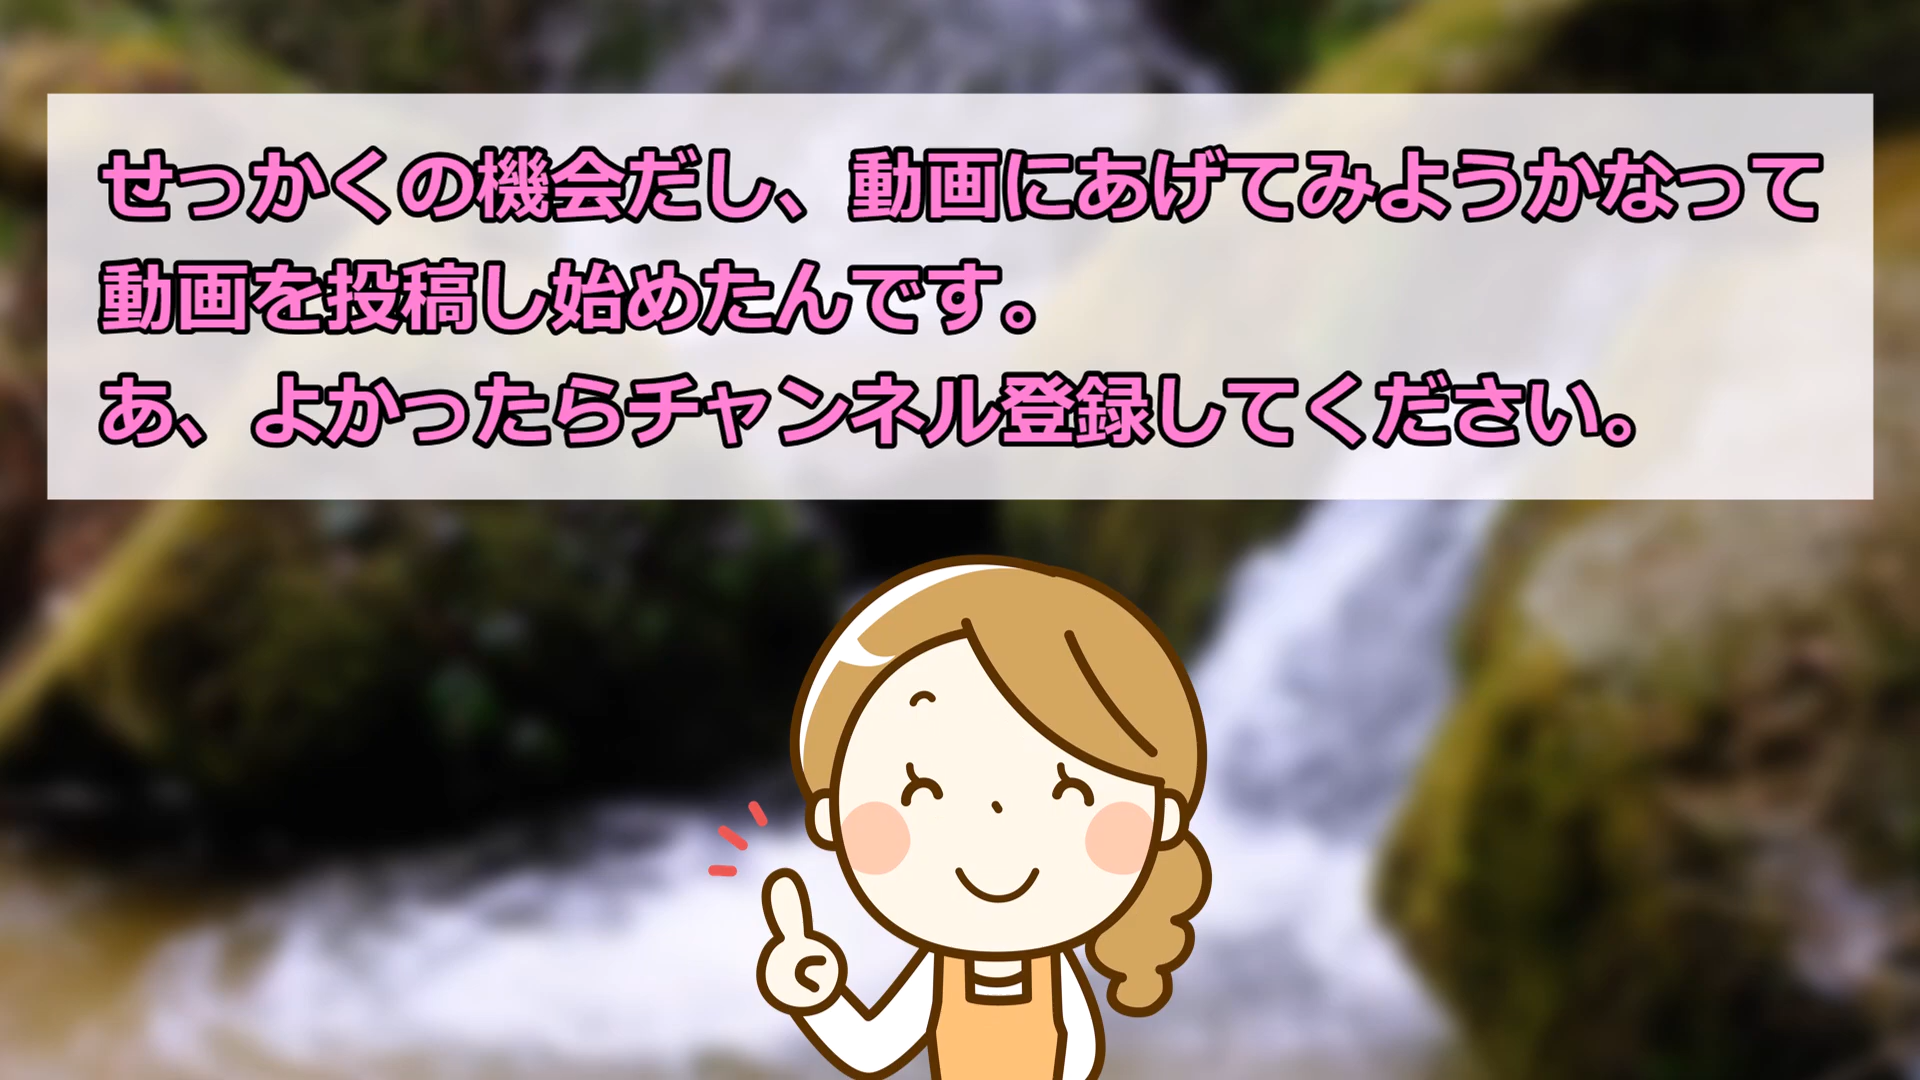 せっかくの機会だし、動画にあげてみようかなって
動画を投稿し始めたんです。
あ、よかったらチャンネル登録してください。